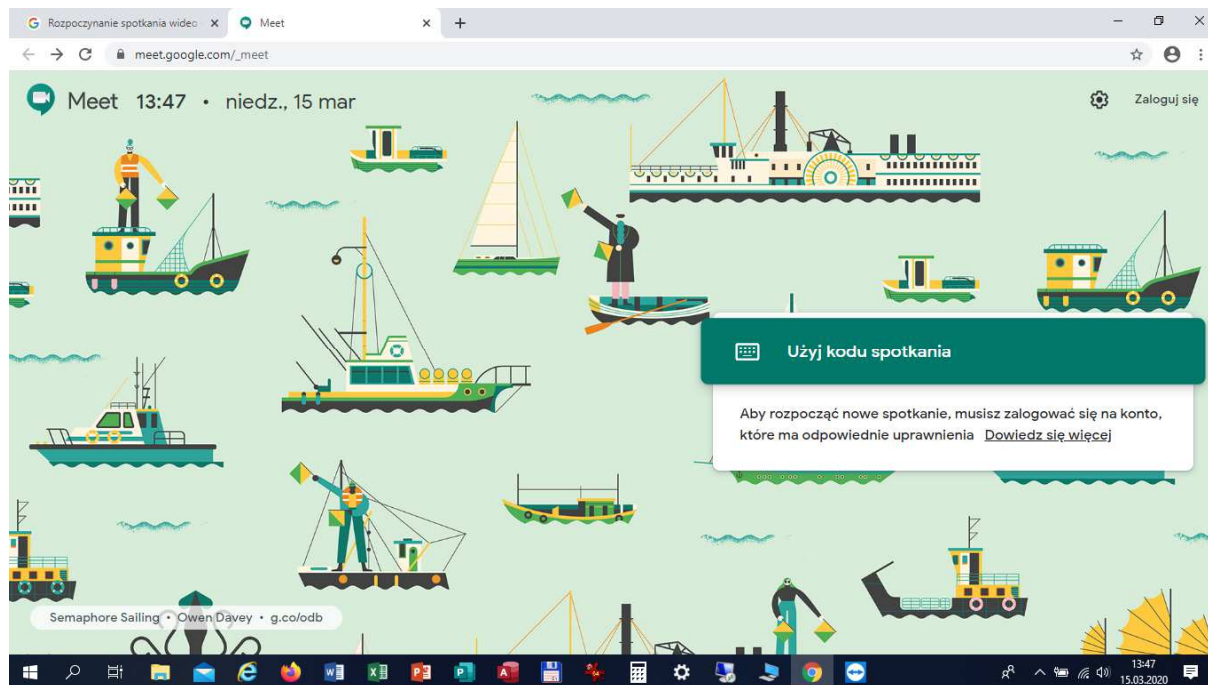 Rozpoczynanie spotkania wideo
Meet
meet.google.com/_meet
Meet 13:47 • niedz., 15 mar
Zaloguj się
Użyj kodu spotkania
Aby rozpocząć nowe spotkanie, musisz zalogować się na konto,
które ma odpowiednie uprawnienia Dowiedz się więcej
Semaphore Sailing • Owen Davey • g.co/odb
13:47
15.03.2020